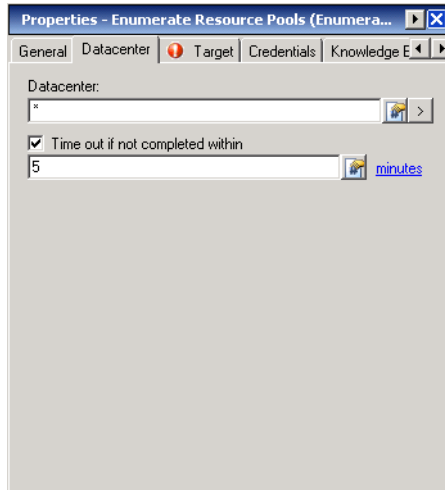 Properties - Enumerate Resource Pools (Enumera...
General Datacenter Target Credentials Knowledge E
Datacenter:
* >
Time out if not completed within
5 minutes